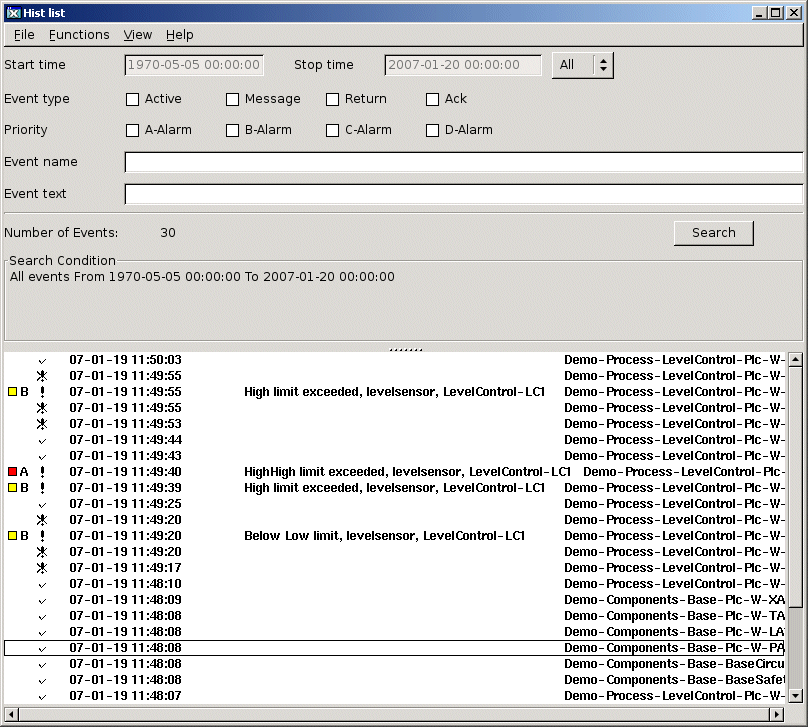 Hist list
File Functions View Help
Start time 1970-05-05 00:00:00 Stop time 2007-01-20 00:00:00 All
Event type Active Message Return Ack
Priority A-Alarm B-Alarm C-Alarm D-Alarm
Event name
Event text
Number of Events: 30 Search
Search Condition
All events From 1970-05-05 00:00:00 To 2007-01-20 00:00:00
07-01-19 11:50:03 Demo-Process-LevelControl-Plc-W-
07-01-19 11:49:55 Demo-Process-LevelControl-Plc-W-
B 07-01-19 11:49:55 High limit exceeded, levelsensor, LevelControl-LC1 Demo-Process-LevelControl-Plc-W-
07-01-19 11:49:55 Demo-Process-LevelControl-Plc-W-
07-01-19 11:49:53 Demo-Process-LevelControl-Plc-W-
07-01-19 11:49:44 Demo-Process-LevelControl-Plc-W-
07-01-19 11:49:43 Demo-Process-LevelControl-Plc-W-
A 07-01-19 11:49:40 HighHigh limit exceeded, levelsensor, LevelControl-LC1 Demo-Process-LevelControl-Plc-
B 07-01-19 11:49:39 High limit exceeded, levelsensor, LevelControl-LC1 Demo-Process-LevelControl-Plc-W-
07-01-19 11:49:25 Demo-Process-LevelControl-Plc-W-
07-01-19 11:49:20 Demo-Process-LevelControl-Plc-W-
B 07-01-19 11:49:20 Below Low limit, levelsensor, LevelControl-LC1 Demo-Process-LevelControl-Plc-W-
07-01-19 11:49:20 Demo-Process-LevelControl-Plc-W-
07-01-19 11:49:17 Demo-Process-LevelControl-Plc-W-
07-01-19 11:48:10 Demo-Process-LevelControl-Plc-W-
07-01-19 11:48:09 Demo-Components-Base-Plc-W-XA
07-01-19 11:48:08 Demo-Components-Base-Plc-W-TA
07-01-19 11:48:08 Demo-Components-Base-Plc-W-LA
07-01-19 11:48:08 Demo-Components-Base-Plc-W-PA
07-01-19 11:48:08 Demo-Components-Base-BaseCircu
07-01-19 11:48:08 Demo-Components-Base-BaseSafet
07-01-19 11:48:07 Demo-Process-LevelControl-Plc-W-